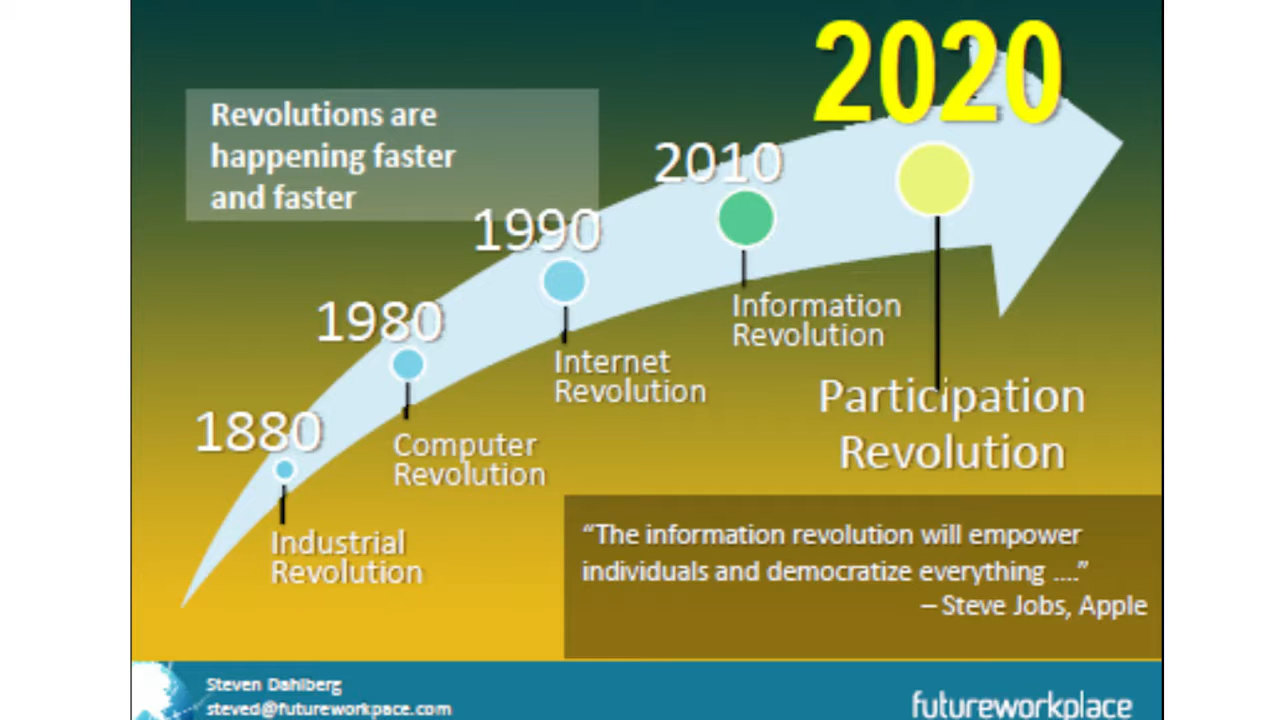 2020
Revolutions are
happening faster
and faster
2010
1990
Information
Revolution
1980
Internet
Revolution
Participation
Revolution
1880
Computer
Revolution
Industrial
Revolution
“The information revolution will empower
individuals and democratize everything ....”
– Steve Jobs, Apple
Steven Dahlberg
steved@futureworkpace.com
futureworkplace